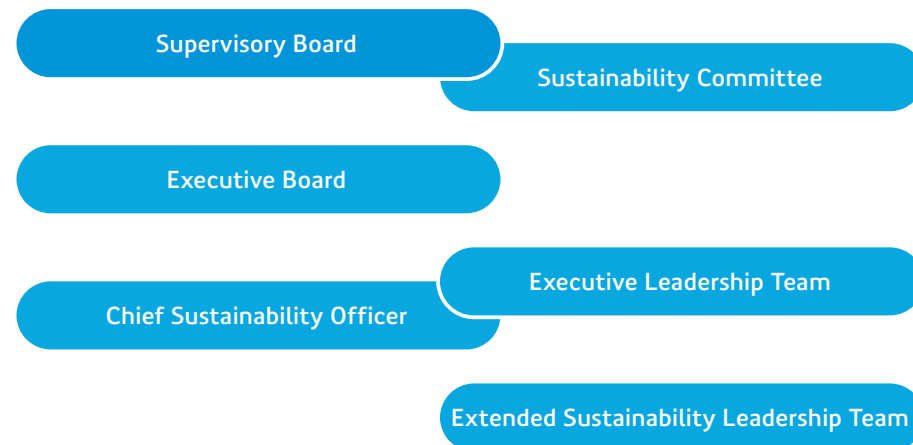 Supervisory Board
Sustainability Committee
Executive Board
Executive Leadership Team
Chief Sustainability Officer
Extended Sustainability Leadership Team